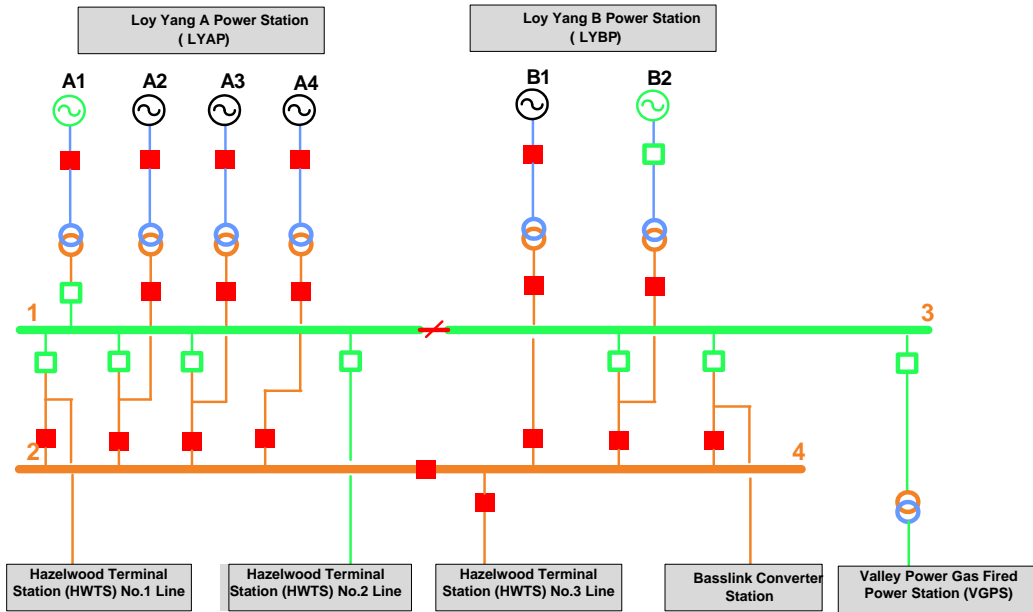 Loy Yang A Power Station
( LYAP)
Loy Yang B Power Station
( LYBP)
A1
A2
A3
A4
B1
B2
1
3
2
4
Hazelwood Terminal
Station (HWTS) No.1 Line
Hazelwood Terminal
Station (HWTS) No.2 Line
Hazelwood Terminal
Station (HWTS) No.3 Line
Basslink Converter
Station
Valley Power Gas Fired
Power Station (VGPS)